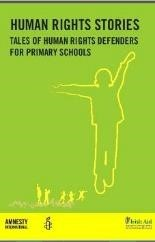 HUMAN RIGHTS STORIES
TALES OF HUMAN RIGHTS DEFENDERS
FOR PRIMARY SCHOOLS
AMNESTY
INTERNATIONAL
Irish Aid